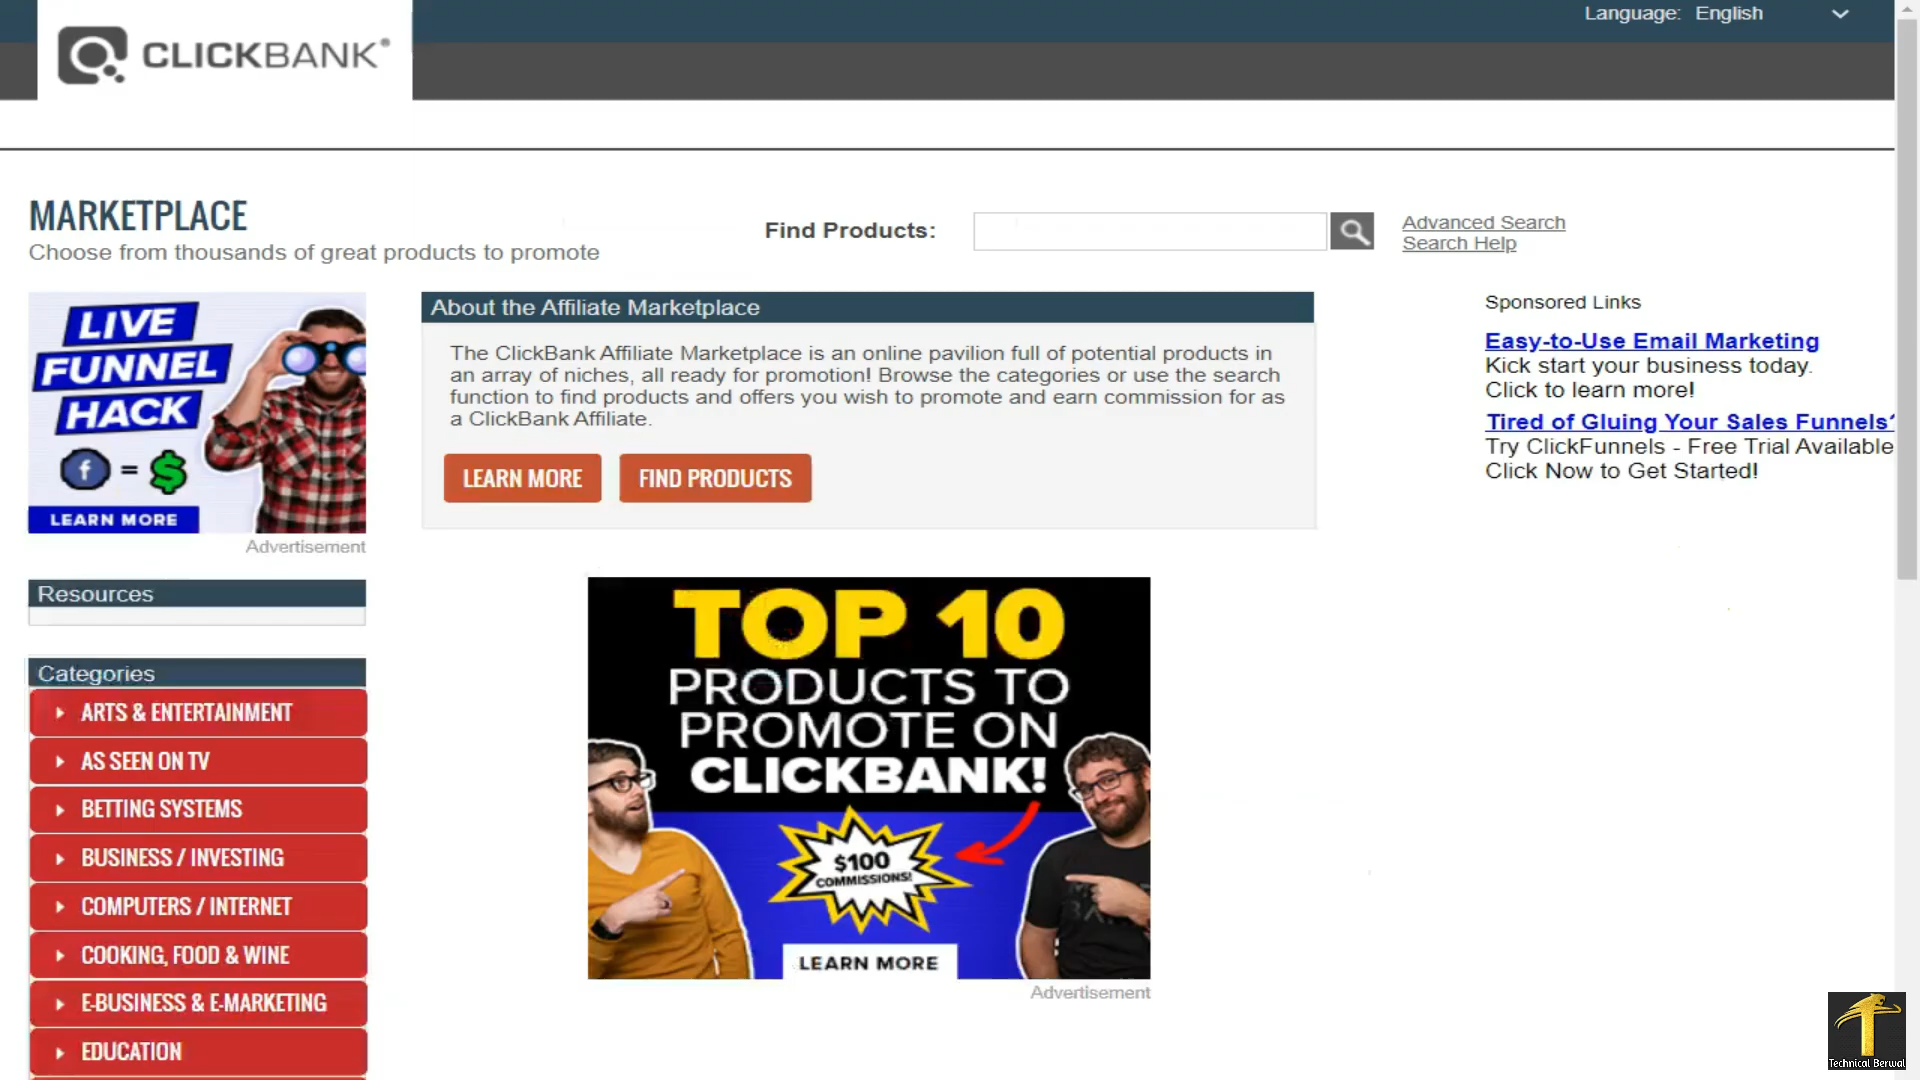 Language: English
CLICKBANK®
MARKETPLACE
Choose from thousands of great products to promote
Find Products:
Advanced Search
Search Help
LIVE
FUNNEL
HACK
f = $
LEARN MORE
Advertisement
Resources
Categories
ARTS & ENTERTAINMENT
AS SEEN ON TV
BETTING SYSTEMS
BUSINESS / INVESTING
COMPUTERS / INTERNET
COOKING, FOOD & WINE
E-BUSINESS & E-MARKETING
EDUCATION
About the Affiliate Marketplace
The ClickBank Affiliate Marketplace is an online pavilion full of potential products in
an array of niches, all ready for promotion! Browse the categories or use the search
function to find products and offers you wish to promote and earn commission for as
a ClickBank Affiliate.
LEARN MORE
FIND PRODUCTS
TOP 10
PRODUCTS TO
PROMOTE ON
CLICKBANK!
$100
COMMISSIONS!
LEARN MORE
Advertisement
Sponsored Links
Easy-to-Use Email Marketing
Kick start your business today.
Click to learn more!
Tired of Gluing Your Sales Funnels?
Try ClickFunnels - Free Trial Available
Click Now to Get Started!
Technical Berwal